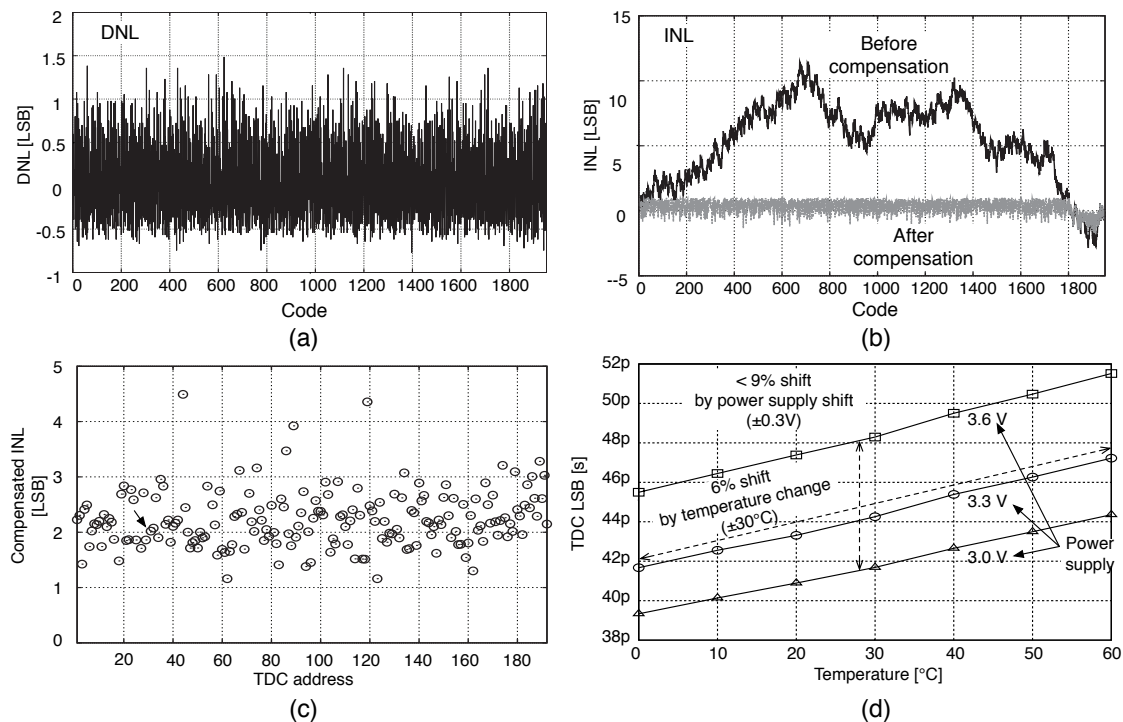 DNL
DNL [LSB]
2
1.5
1
0.5
0
-0.5
-1
0 200 400 600 800 1000 1200 1400 1600 1800
Code
(a)
INL
Before
compensation
After
compensation
INL [LSB]
15
10
5
0
--5
0 200 400 600 800 1000 1200 1400 1600 1800
Code
(b)
Compensated INL
[LSB]
5
4
3
2
1
0
20 40 60 80 100 120 140 160 180
TDC address
(c)
TDC LSB [s]
52p
50p
48p
46p
44p
42p
40p
38p
< 9% shift
by power supply shift
(±0.3V)
6% shift
by temperature change
(±30°C)
3.6 V
3.3 V
3.0 V
Power
supply
0 10 20 30 40 50 60
Temperature [°C]
(d)